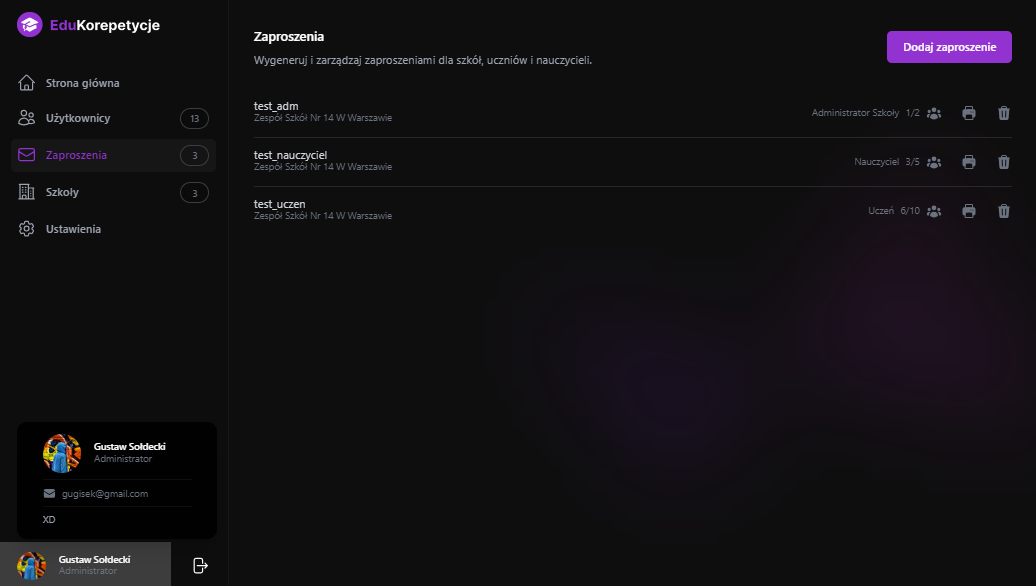 EduKorepetycje
Strona główna
Użytkownicy 13
Zaproszenia 3
Szkoły 3
Ustawienia
Zaproszenia
Wygeneruj i zarządzaj zaproszeniami dla szkół, uczniów i nauczycieli.
Dodaj zaproszenie
test_adm
Zespół Szkół Nr 14 W Warszawie
Administrator Szkoły 1/2
test_nauczyciel
Zespół Szkół Nr 14 W Warszawie
Nauczyciel 3/5
test_uczen
Zespół Szkół Nr 14 W Warszawie
Uczeń 6/10
Gustaw Sołdecki
Administrator
gugisek@gmail.com
XD
Gustaw Sołdecki
Administrator